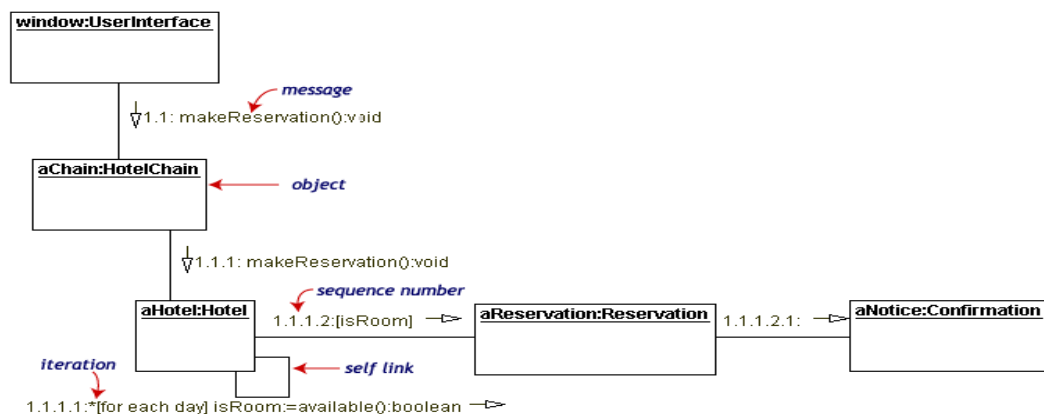 window:UserInterface
message
1.1: makeReservation():void
aChain:HotelChain
object
1.1.1: makeReservation():void
sequence number
aHotel:Hotel
1.1.1.2:[isRoom]
aReservation:Reservation
1.1.1.2.1:
aNotice:Confirmation
iteration
self link
1.1.1.1:*[for each day] isRoom:=available():boolean